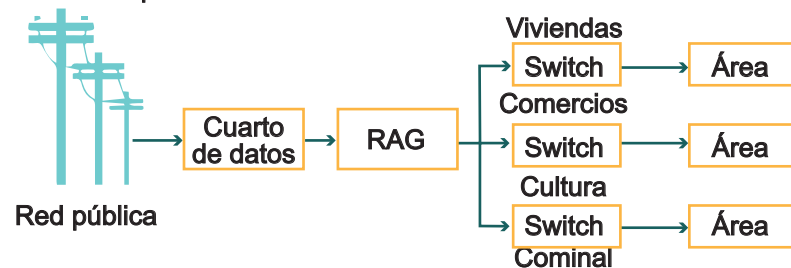 Viviendas
Switch
Área
Comercios
Cuarto
de datos
RAG
Switch
Área
Cultura
Red pública
Switch
Área
Cominal